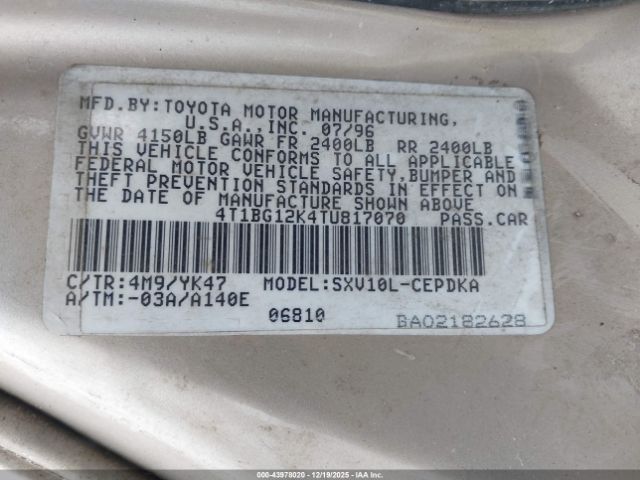 MFD.BY:TOYOTA MOTOR MANUFACTURING,
U.S.A.,INC. 07/96
GVWR 4150LB GAWR FR 2400LB RR 2400LB
THIS VEHICLE CONFORMS TO ALL APPLICABLE
FEDERAL MOTOR VEHICLE SAFETY,BUMPER AND
THEFT PREVENTION STANDARDS IN EFFECT ON
THE DATE OF MANUFACTURE SHOWN ABOVE
4T1BG12K4TU817070 PASS.CAR
C/TR:4M9/YK47 MODEL:SXV10L-CEPDKA
A/TM:-03A/A140E
06810 BA02182628
IAA: 43978020 | 12/19/2025 | IAAI.COM